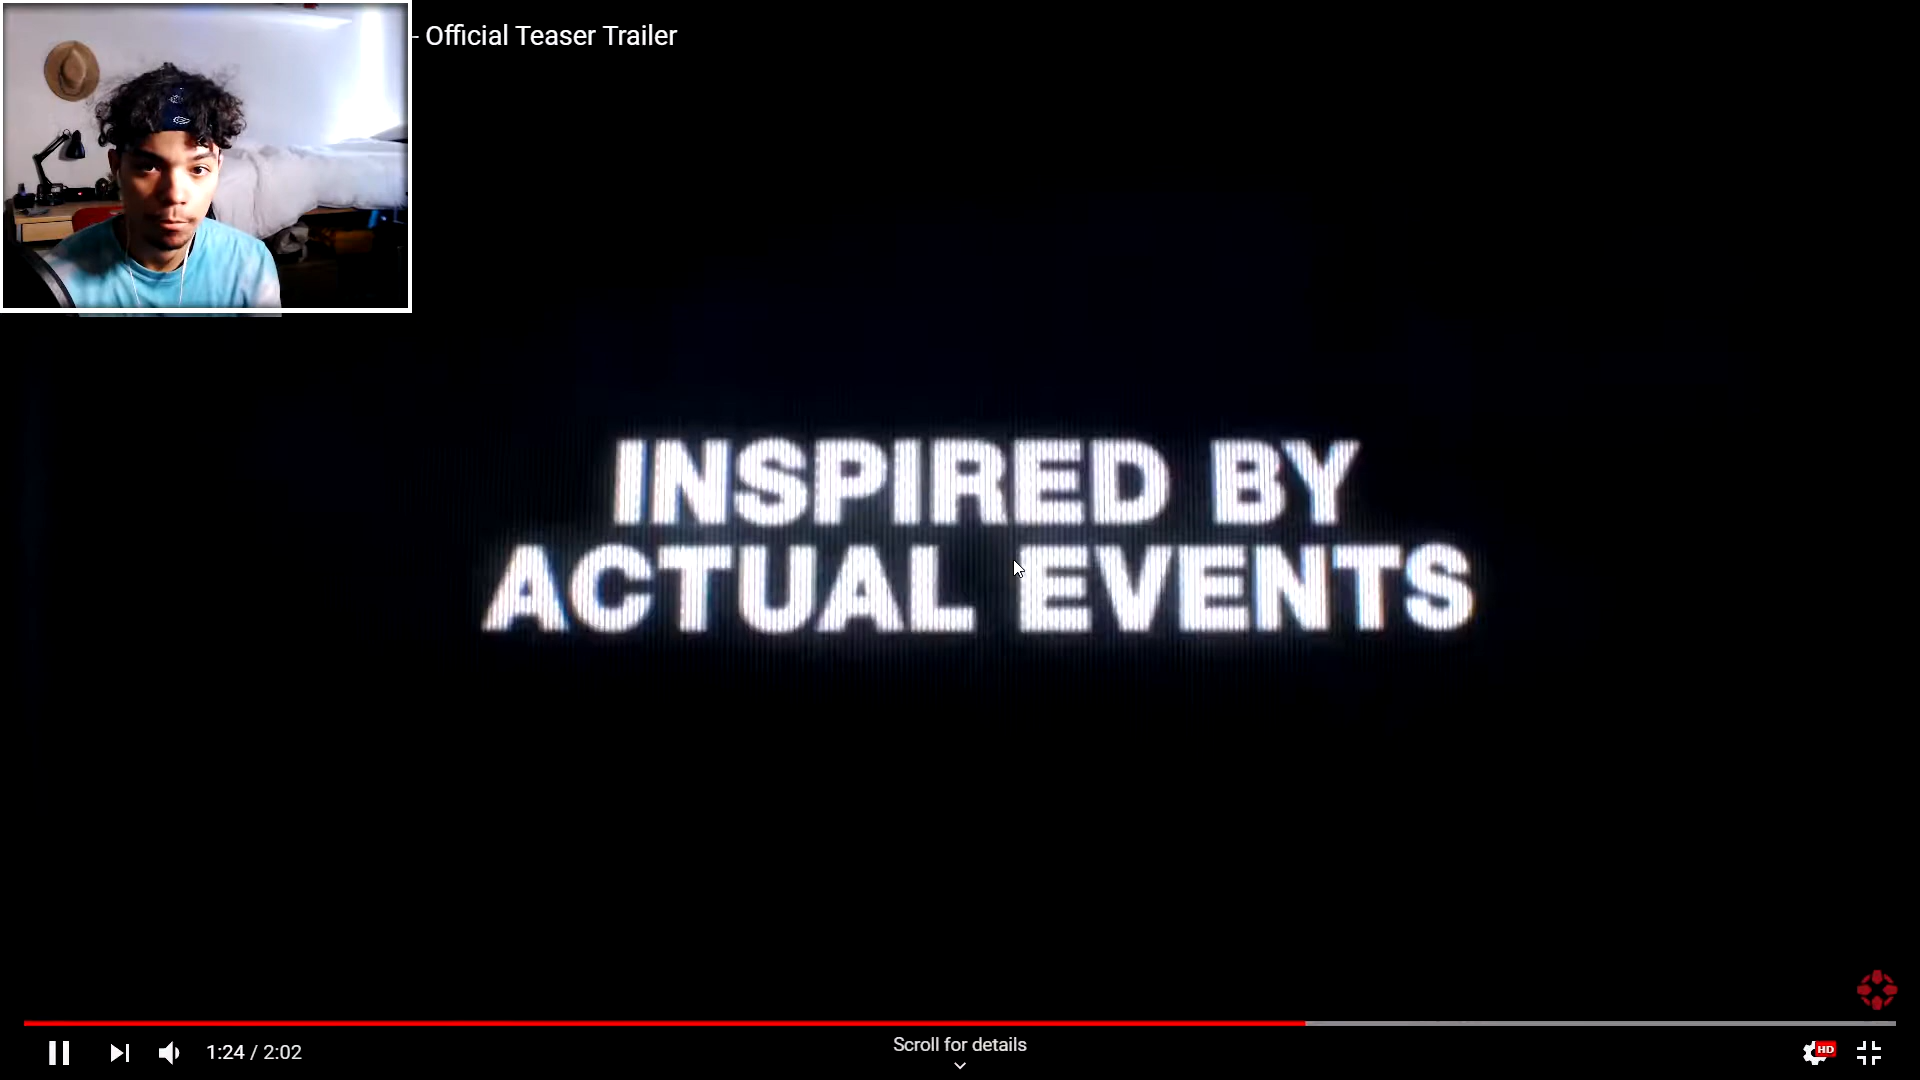 - Official Teaser Trailer
INSPIRED BY
ACTUAL EVENTS
1:24 / 2:02
Scroll for details
HD